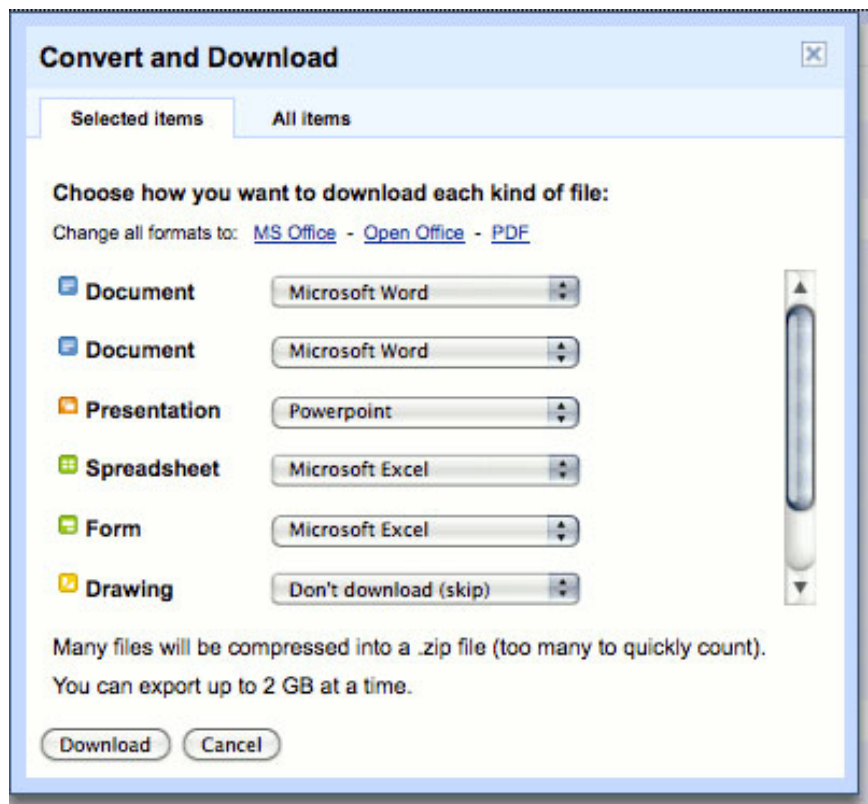 Convert and Download
Selected items All items
Choose how you want to download each kind of file:
Change all formats to: MS Office - Open Office - PDF
Document Microsoft Word
Document Microsoft Word
Presentation Powerpoint
Spreadsheet Microsoft Excel
Form Microsoft Excel
Drawing Don't download (skip)
Many files will be compressed into a .zip file (too many to quickly count).
You can export up to 2 GB at a time.
Download Cancel